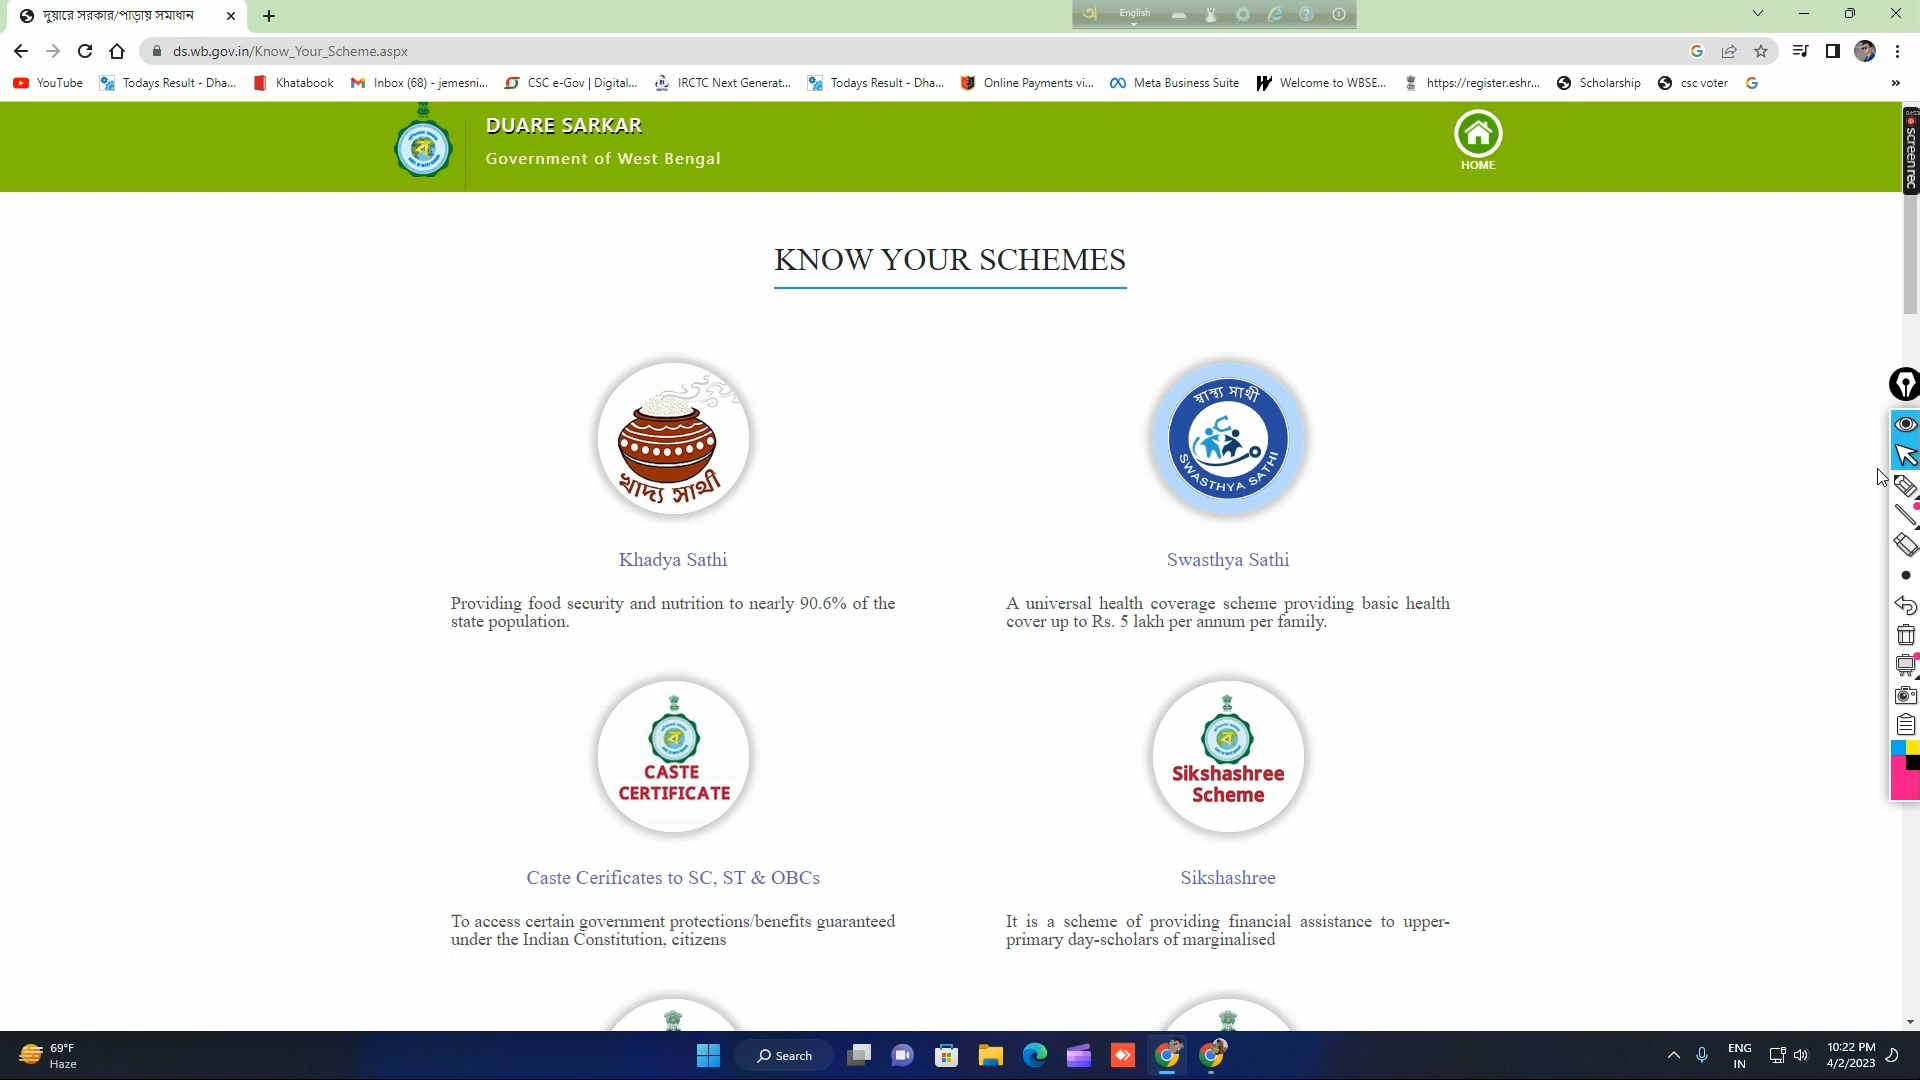 দুয়ারে সরকার/পাড়ায় সমাধান
English
ds.wb.gov.in/Know_Your_Scheme.aspx
YouTube
Todays Result - Dha...
Khatabook
Inbox (68) - jemesni...
CSC e-Gov | Digital...
IRCTC Next Generat...
Todays Result - Dha...
Online Payments vi...
Meta Business Suite
Welcome to WBSE...
https://register.eshr...
Scholarship
csc voter
DUARE SARKAR
Government of West Bengal
HOME
screenrec
KNOW YOUR SCHEMES
খাদ্য সাথী
স্বাস্থ্য সাথী
SWASTHYA SATHI
Khadya Sathi
Swasthya Sathi
Providing food security and nutrition to nearly 90.6% of the
state population.
A universal health coverage scheme providing basic health
cover up to Rs. 5 lakh per annum per family.
CASTE
CERTIFICATE
Sikshashree
Scheme
Caste Cerificates to SC, ST & OBCs
Sikshashree
To access certain government protections/benefits guaranteed
under the Indian Constitution, citizens
It is a scheme of providing financial assistance to upper-
primary day-scholars of marginalised
69°F
Haze
Search
ENG
IN
10:22 PM
4/2/2023